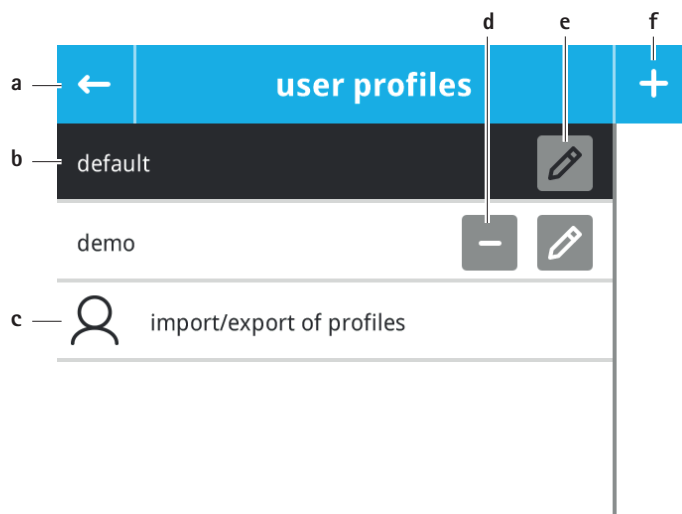 d e f
a user profiles
b default
demo
c import/export of profiles